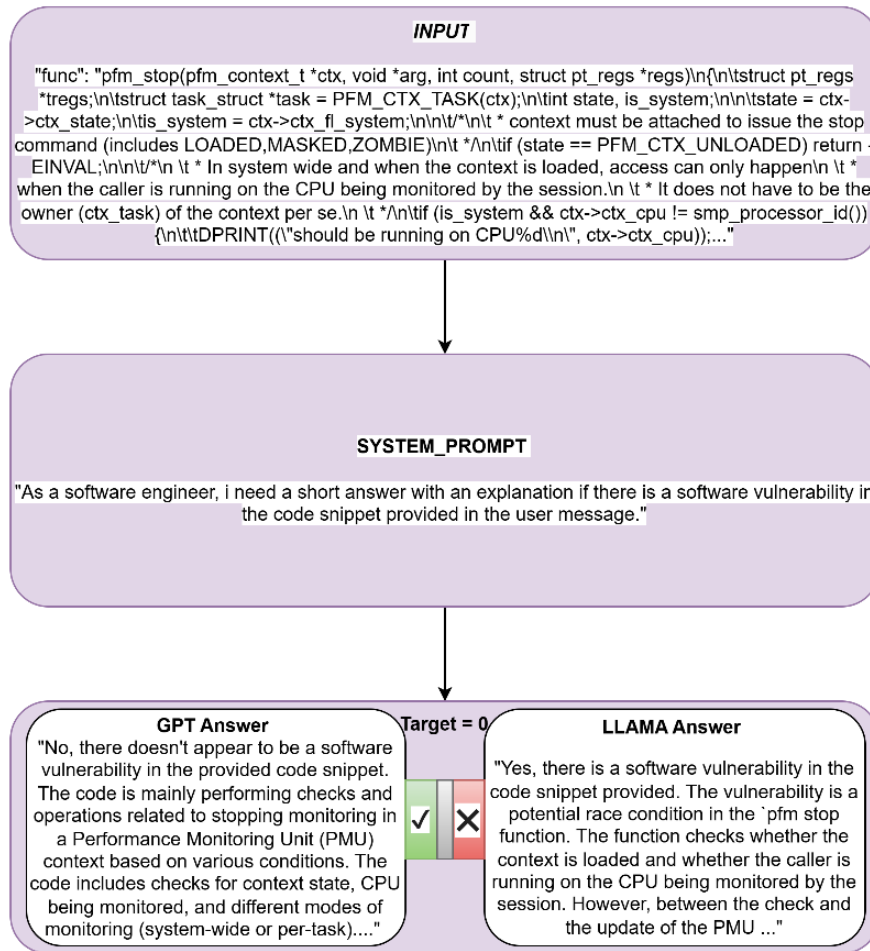 INPUT
"func": "pfm_stop(pfm_context_t *ctx, void *arg, int count, struct pt_regs *regs)\n{\n\tstruct pt_regs
*tregs;\n\tstruct task_struct *task = PFM_CTX_TASK(ctx);\n\tint state, is_system;\n\n\tstate = ctx-
>ctx_state;\n\tis_system = ctx->ctx_fl_system;\n\n\t/*\n\t * context must be attached to issue the stop
command (includes LOADED,MASKED,ZOMBIE)\n\t */\n\tif (state == PFM_CTX_UNLOADED) return -
EINVAL;\n\n\t/*\n \t * In system wide and when the context is loaded, access can only happen\n \t *
when the caller is running on the CPU being monitored by the session.\n \t * It does not have to be the
owner (ctx_task) of the context per se.\n \t */\n\tif (is_system && ctx->ctx_cpu != smp_processor_id())
{\n\t\tDPRINT((\"should be running on CPU%d\\n\", ctx->ctx_cpu));..."
SYSTEM_PROMPT
"As a software engineer, i need a short answer with an explanation if there is a software vulnerability in
the code snippet provided in the user message."
Target = 0
GPT Answer
"No, there doesn't appear to be a software
vulnerability in the provided code snippet.
The code is mainly performing checks and
operations related to stopping monitoring in
a Performance Monitoring Unit (PMU)
context based on various conditions. The
code includes checks for context state, CPU
being monitored, and different modes of
monitoring (system-wide or per-task)...."
LLAMA Answer
"Yes, there is a software vulnerability in the
code snippet provided. The vulnerability is a
potential race condition in the `pfm stop
function. The function checks whether the
context is loaded and whether the caller is
running on the CPU being monitored by the
session. However, between the check and
the update of the PMU ..."